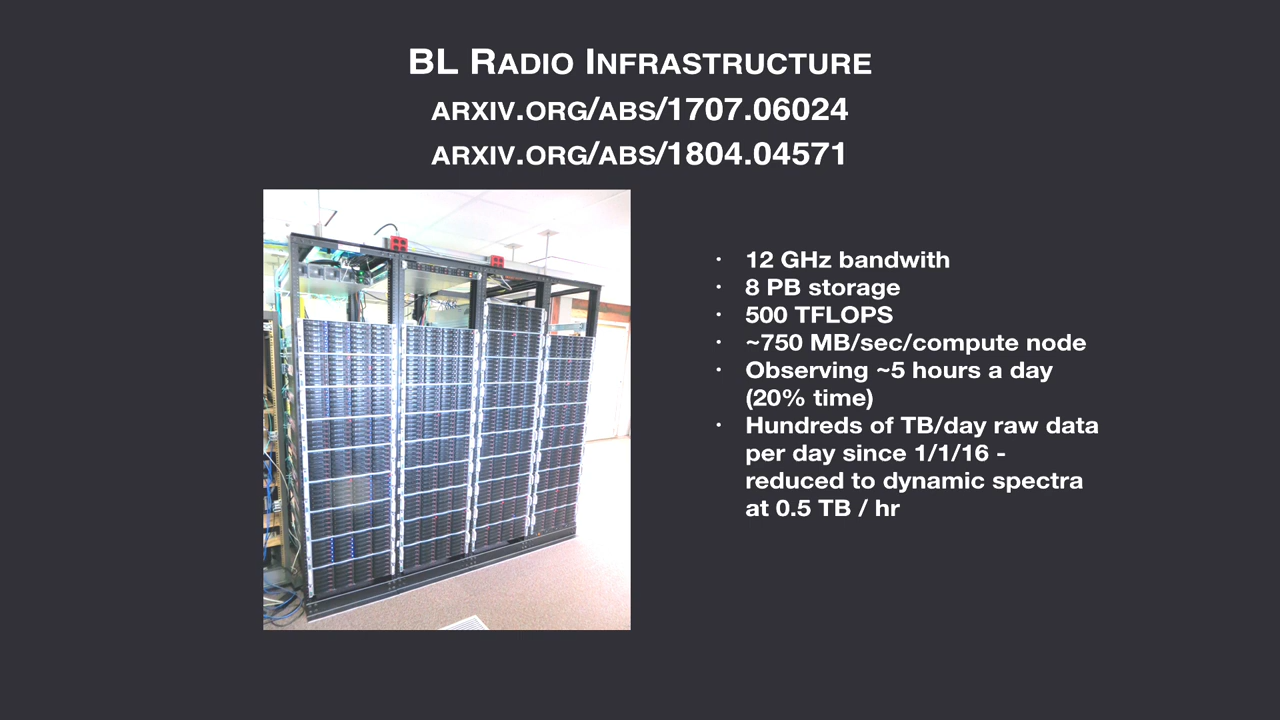 BL RADIO INFRASTRUCTURE
ARXIV.ORG/ABS/1707.06024
ARXIV.ORG/ABS/1804.04571
· 12 GHz bandwith
· 8 PB storage
· 500 TFLOPS
· ~750 MB/sec/compute node
· Observing ~5 hours a day
(20% time)
· Hundreds of TB/day raw data
per day since 1/1/16 -
reduced to dynamic spectra
at 0.5 TB / hr